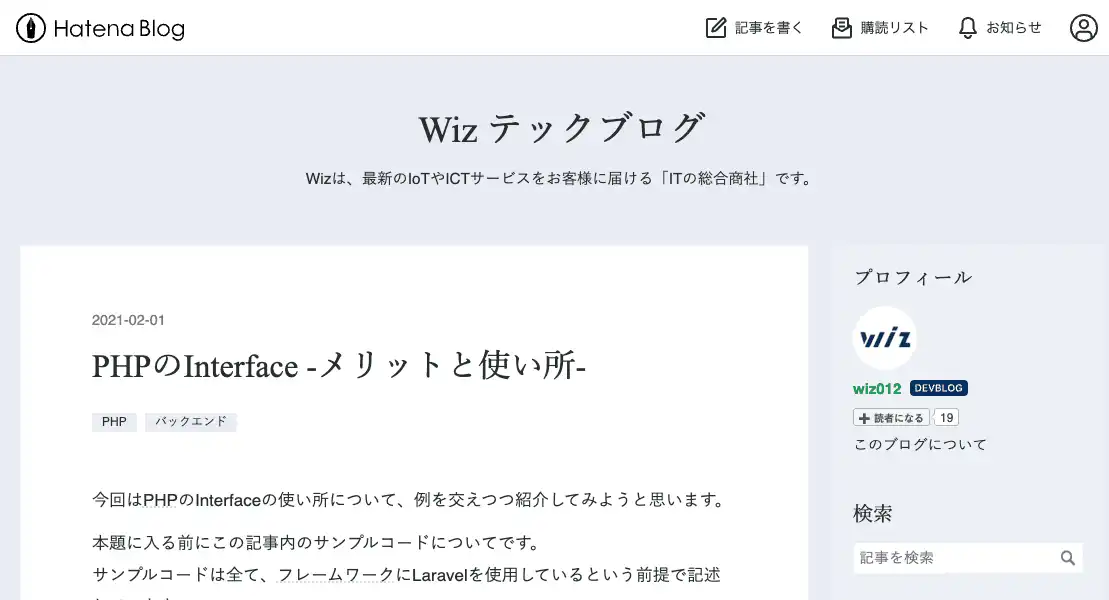 Hatena Blog
記事を書く
購読リスト
お知らせ
Wiz テックブログ
Wizは、最新のIoTやICTサービスをお客様に届ける「ITの総合商社」です。
2021-02-01
PHPのInterface -メリットと使い所-
PHP バックエンド
今回はPHPのInterfaceの使い所について、例を交えつつ紹介してみようと思います。
本題に入る前にこの記事内のサンプルコードについてです。
サンプルコードは全て、フレームワークにLaravelを使用しているという前提で記述
プロフィール
wiz
wiz012 DEVBLOG
読者になる 19
このブログについて
検索
記事を検索